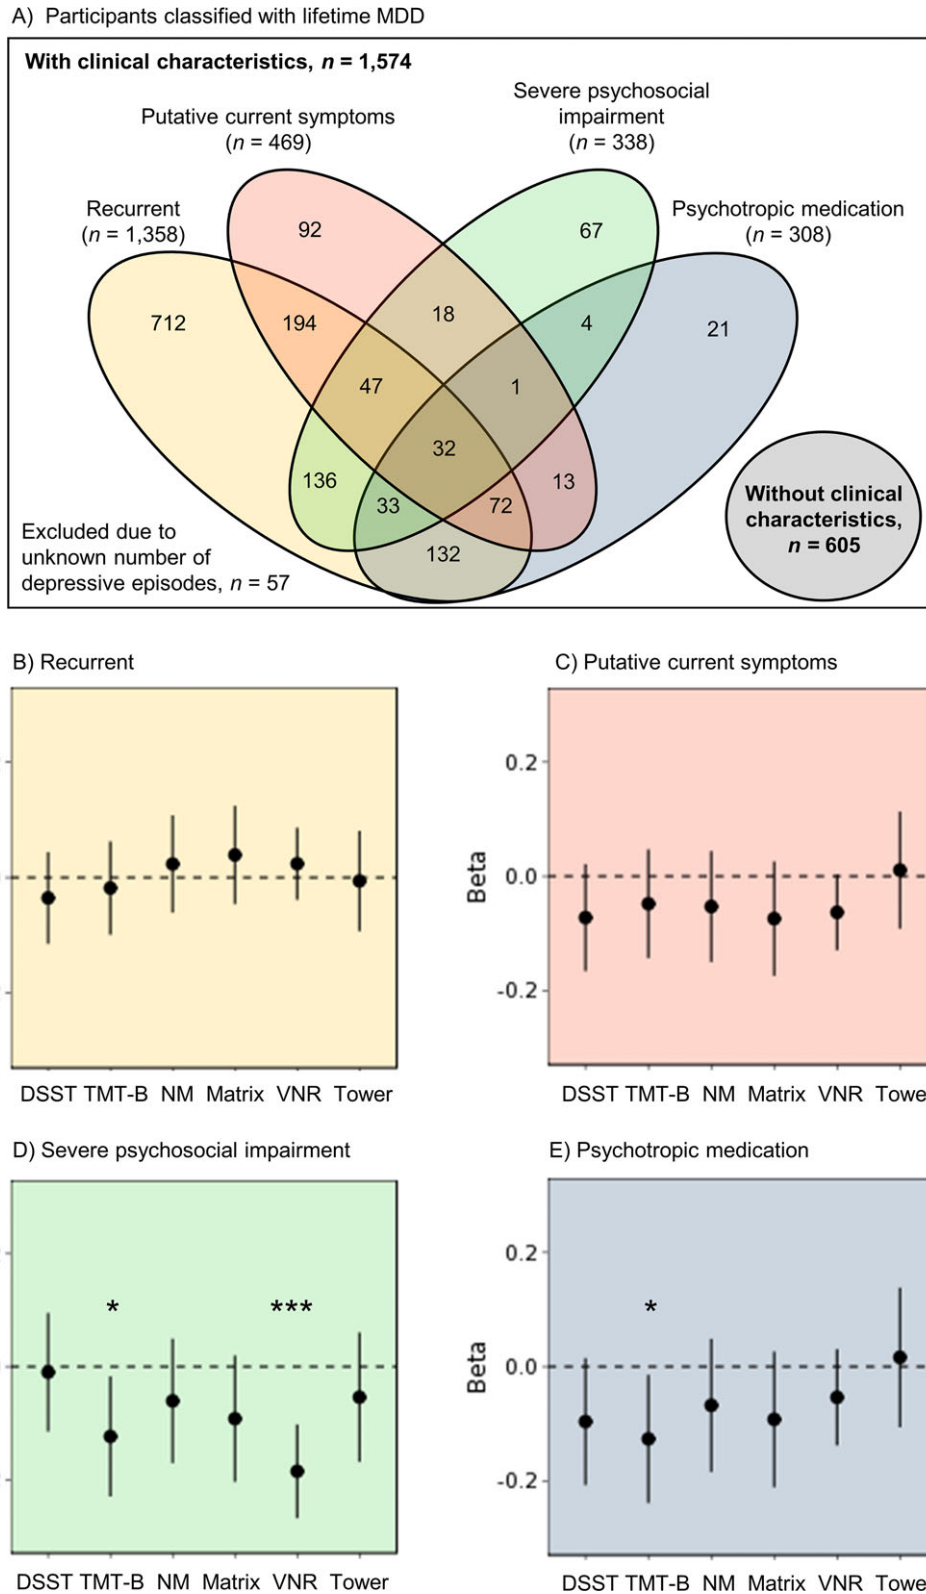 A) Participants classified with lifetime MDD
With clinical characteristics, n = 1,574
Severe psychosocial
impairment
(n = 338)
Putative current symptoms
(n = 469)
Recurrent
(n = 1,358)
Psychotropic medication
(n = 308)
92
67
712
194
18
4
21
47
1
32
136
33
72
13
132
Without clinical
characteristics,
n = 605
Excluded due to
unknown number of
depressive episodes, n = 57
B) Recurrent
DSST TMT-B NM Matrix VNR Tower
C) Putative current symptoms
Beta
0.2
0.0
-0.2
DSST TMT-B NM Matrix VNR Towe
D) Severe psychosocial impairment
* ***
DSST TMT-B NM Matrix VNR Tower
E) Psychotropic medication
Beta
0.2
0.0
-0.2
*
DSST TMT-B NM Matrix VNR Towe